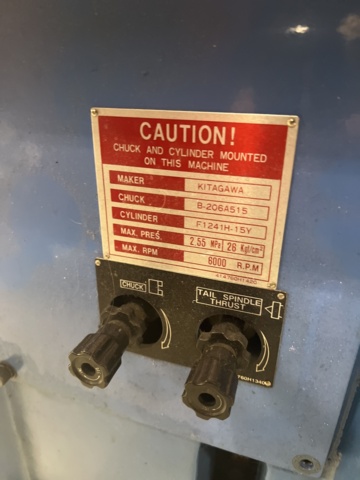 CAUTION!
CHUCK AND CYLINDER MOUNTED
ON THIS MACHINE
MAKER KITAGAWA
CHUCK B-206A515
CYLINDER F1241H-15Y
MAX. PRES. 2.55 MPa 26 Kgf/cm²
MAX. RPM 6000 R.P.M
CHUCK
TAIL SPINDLE
THRUST